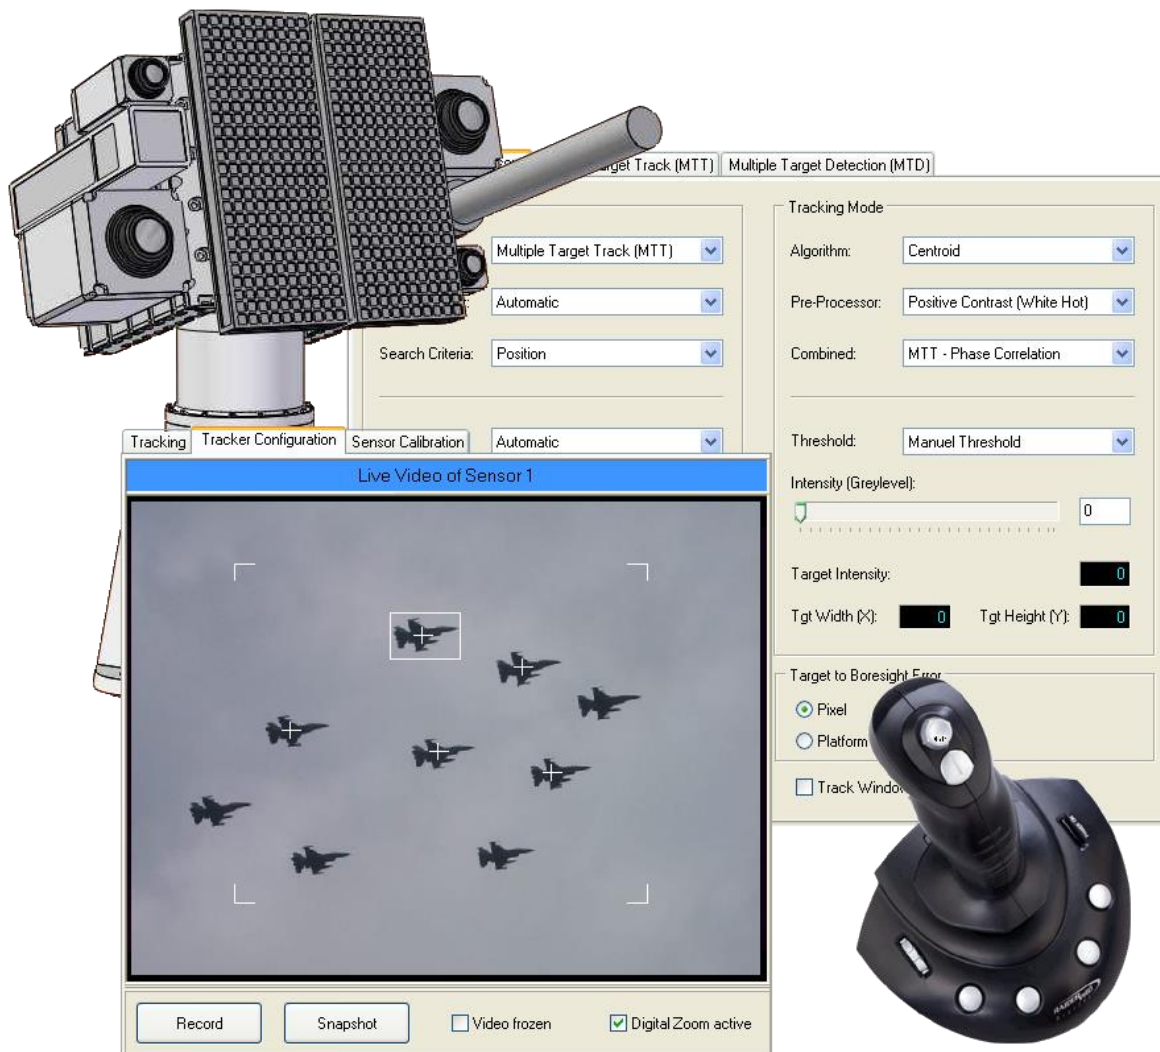 arget Track (MTT)
Multiple Target Detection (MTD)
Multiple Target Track (MTT)
Automatic
Search Criteria:
Position
Automatic
Tracking Mode
Algorithm:
Centroid
Pre-Processor:
Positive Contrast (White Hot)
Combined:
MTT - Phase Correlation
Threshold:
Manuel Threshold
Intensity (Greylevel):
0
Target Intensity:
0
Tgt Width (X):
0
Tgt Height (Y):
0
Target to Boresight Error
Pixel
Platform
Track Window
Tracking
Tracker Configuration
Sensor Calibration
Live Video of Sensor 1
Record
Snapshot
Video frozen
Digital Zoom active